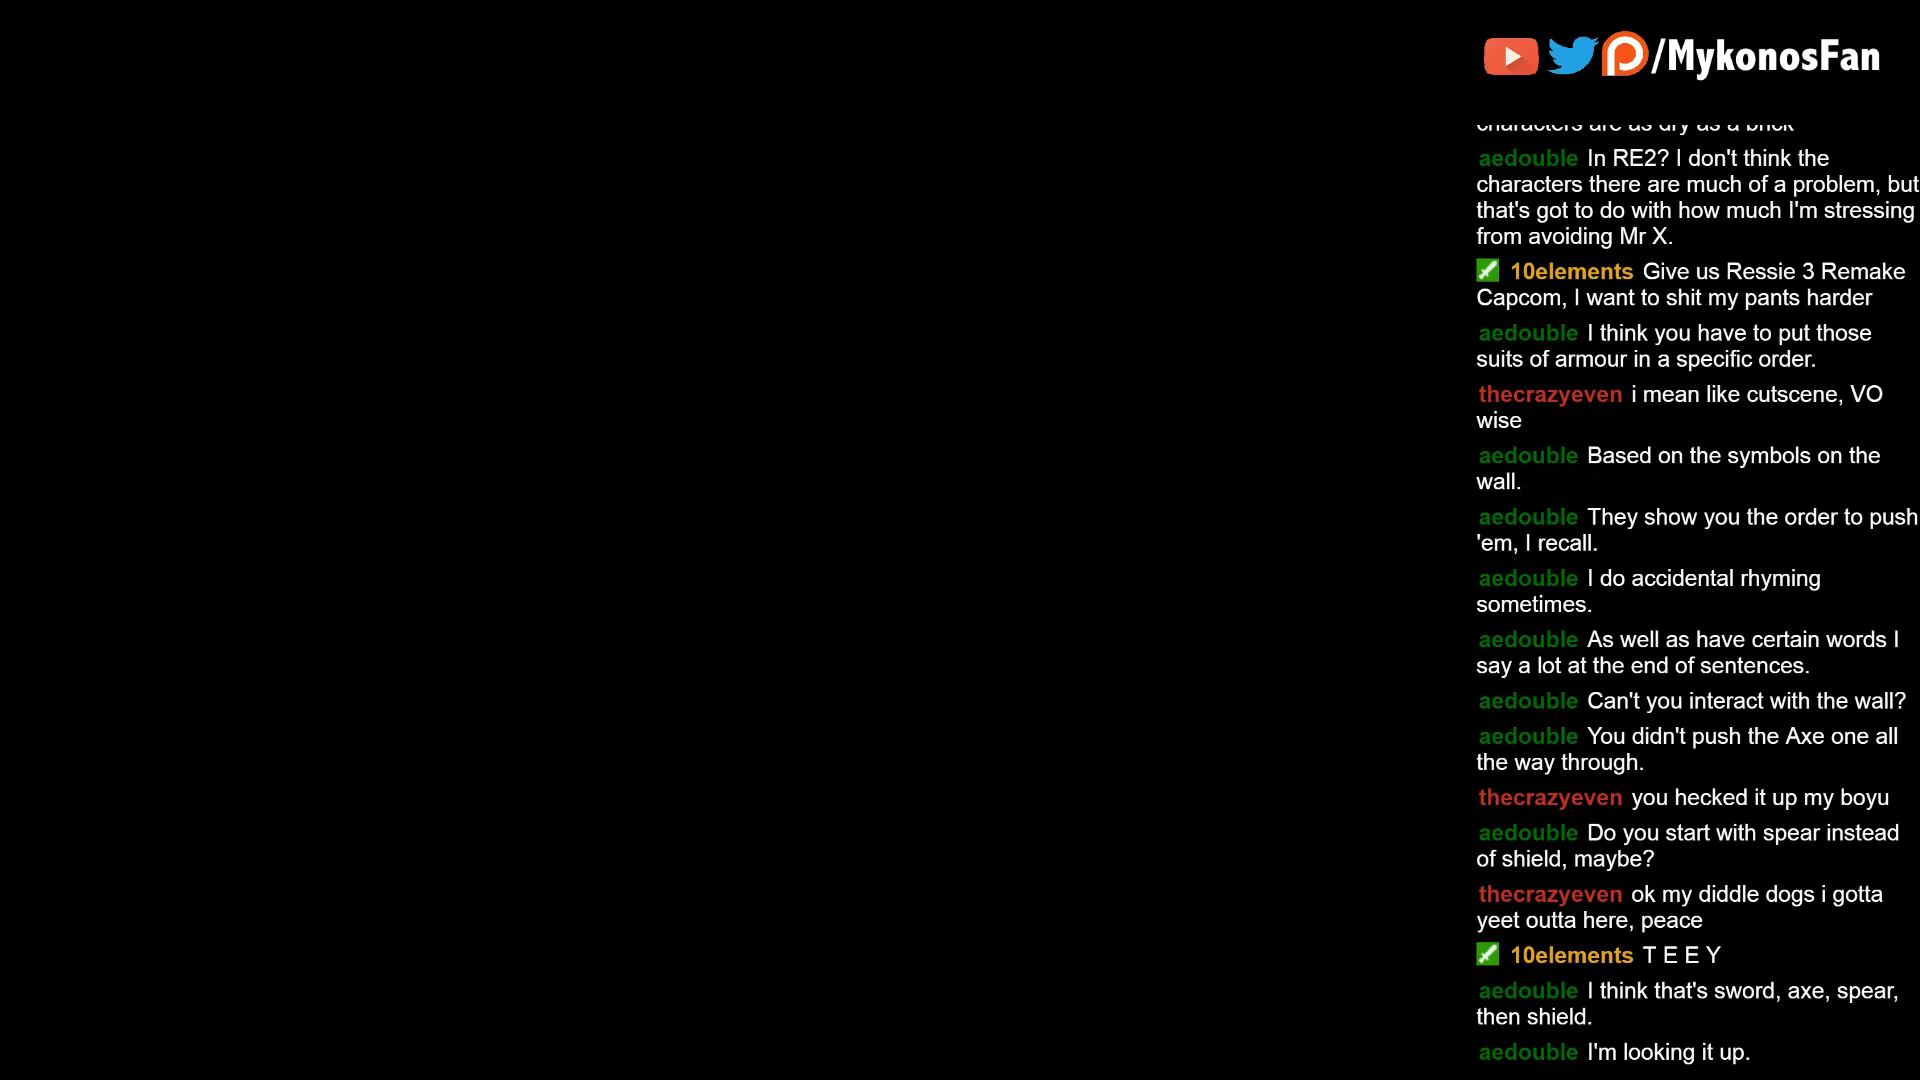 /MykonosFan
characters are as dry as a brick
aedouble In RE2? I don't think the
characters there are much of a problem, but
that's got to do with how much I'm stressing
from avoiding Mr X.
10elements Give us Ressie 3 Remake
Capcom, I want to shit my pants harder
aedouble I think you have to put those
suits of armour in a specific order.
thecrazyeven i mean like cutscene, VO
wise
aedouble Based on the symbols on the
wall.
aedouble They show you the order to push
'em, I recall.
aedouble I do accidental rhyming
sometimes.
aedouble As well as have certain words I
say a lot at the end of sentences.
aedouble Can't you interact with the wall?
aedouble You didn't push the Axe one all
the way through.
thecrazyeven you hecked it up my boyu
aedouble Do you start with spear instead
of shield, maybe?
thecrazyeven ok my diddle dogs i gotta
yeet outta here, peace
10elements T E E Y
aedouble I think that's sword, axe, spear,
then shield.
aedouble I'm looking it up.